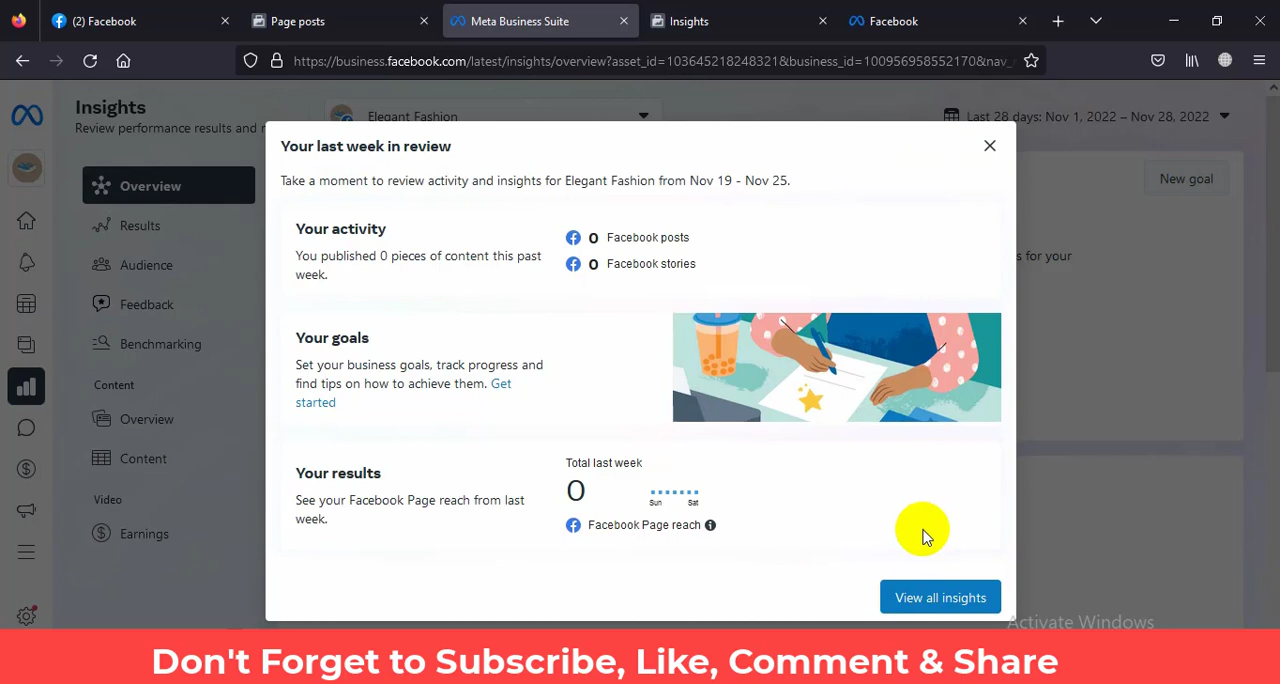 (2) Facebook
Page posts
Meta Business Suite
Insights
Facebook
https://business.facebook.com/latest/insights/overview?asset_id=103645218248321&business_id=100956958552170&nav_
Insights
Review performance results and
Elegant Fashion
Last 28 days: Nov 1, 2022 – Nov 28, 2022
Overview
Results
Audience
Feedback
Benchmarking
Content
Overview
Content
Video
Earnings
New goal
s for your
Your last week in review
Take a moment to review activity and insights for Elegant Fashion from Nov 19 - Nov 25.
Your activity
You published 0 pieces of content this past
week.
0 Facebook posts
0 Facebook stories
Your goals
Set your business goals, track progress and
find tips on how to achieve them. Get
started
Your results
See your Facebook Page reach from last
week.
Total last week
0
Sun Sat
Facebook Page reach
View all insights
Activate Windows
Don't Forget to Subscribe, Like, Comment & Share